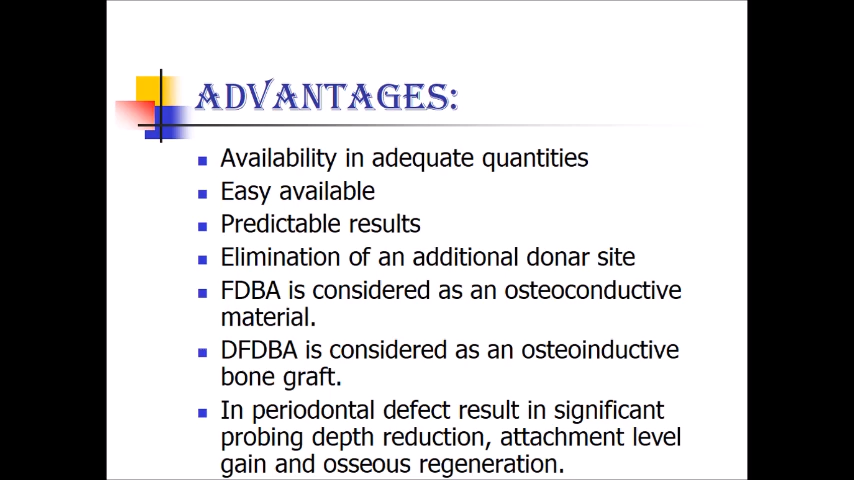 ADVANTAGES:
Availability in adequate quantities
Easy available
Predictable results
Elimination of an additional donar site
FDBA is considered as an osteoconductive
material.
DFDBA is considered as an osteoinductive
bone graft.
In periodontal defect result in significant
probing depth reduction, attachment level
gain and osseous regeneration.